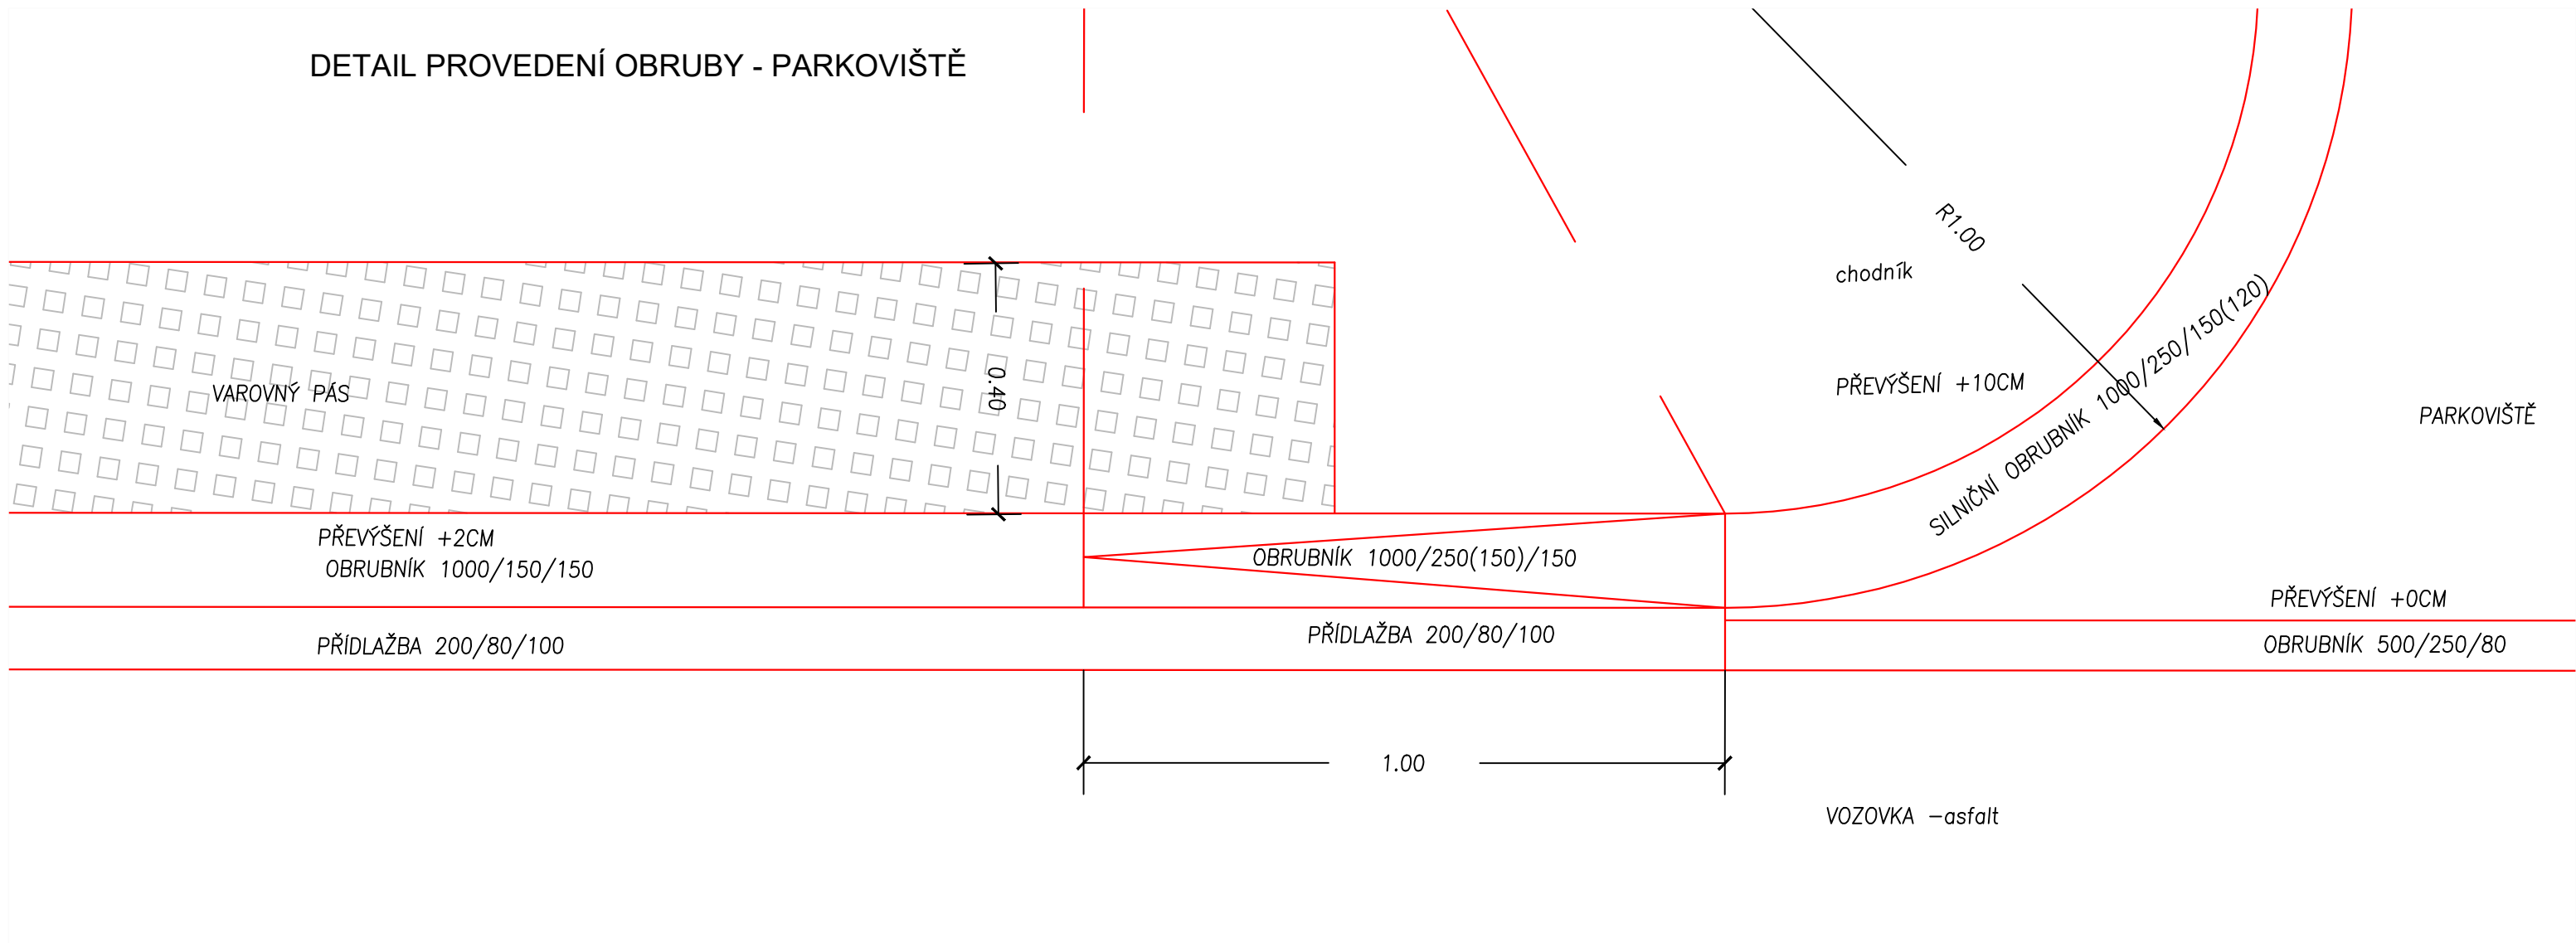 DETAIL PROVEDENÍ OBRUBY - PARKOVIŠTĚ
R1.00
chodník
PŘEVÝŠENÍ +10CM
SILNIČNÍ OBRUBNÍK 1000/250/150(120)
PARKOVIŠTĚ
0.40
VAROVNÝ PÁS
PŘEVÝŠENÍ +2CM
OBRUBNÍK 1000/150/150
OBRUBNÍK 1000/250(150)/150
PŘEVÝŠENÍ +0CM
PŘÍDLAŽBA 200/80/100
PŘÍDLAŽBA 200/80/100
OBRUBNÍK 500/250/80
1.00
VOZOVKA -asfalt